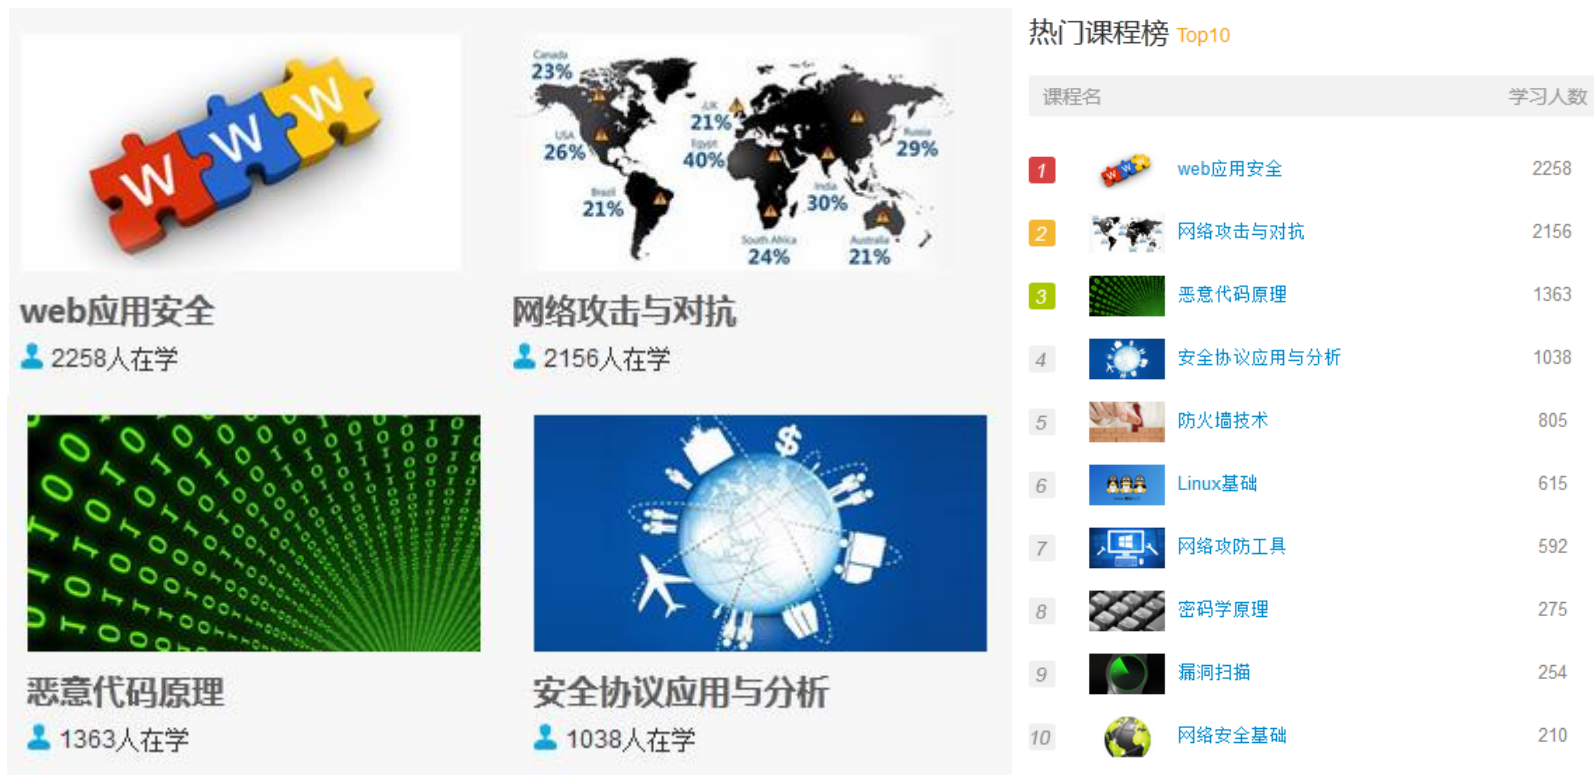 W W W
Canada
23%
UK
21%
USA
26%
Egypt
40%
Russia
29%
Brazil
21%
India
30%
South Africa
24%
Australia
21%
web应用安全
2258人在学
网络攻击与对抗
2156人在学
恶意代码原理
1363人在学
$
安全协议应用与分析
1038人在学
热门课程榜 Top10
课程名 学习人数
1 web应用安全 2258
2 网络攻击与对抗 2156
3 恶意代码原理 1363
4 安全协议应用与分析 1038
5 防火墙技术 805
6 Linux基础 615
7 网络攻防工具 592
8 密码学原理 275
9 漏洞扫描 254
10 网络安全基础 210